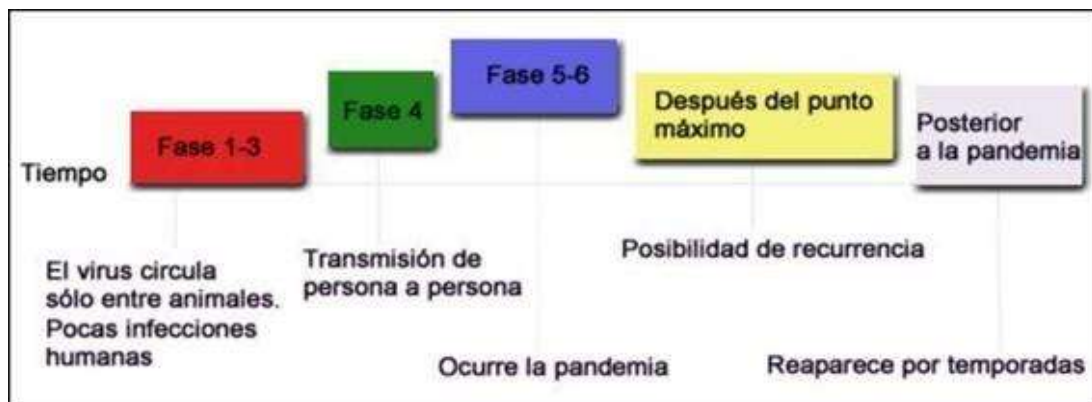 Fase 1-3
Fase 4
Fase 5-6
Después del punto
máximo
Posterior
a la pandemia
Tiempo
El virus circula
sólo entre animales.
Pocas infecciones
humanas
Transmisión de
persona a persona
Ocurre la pandemia
Posibilidad de recurrencia
Reaparece por temporadas